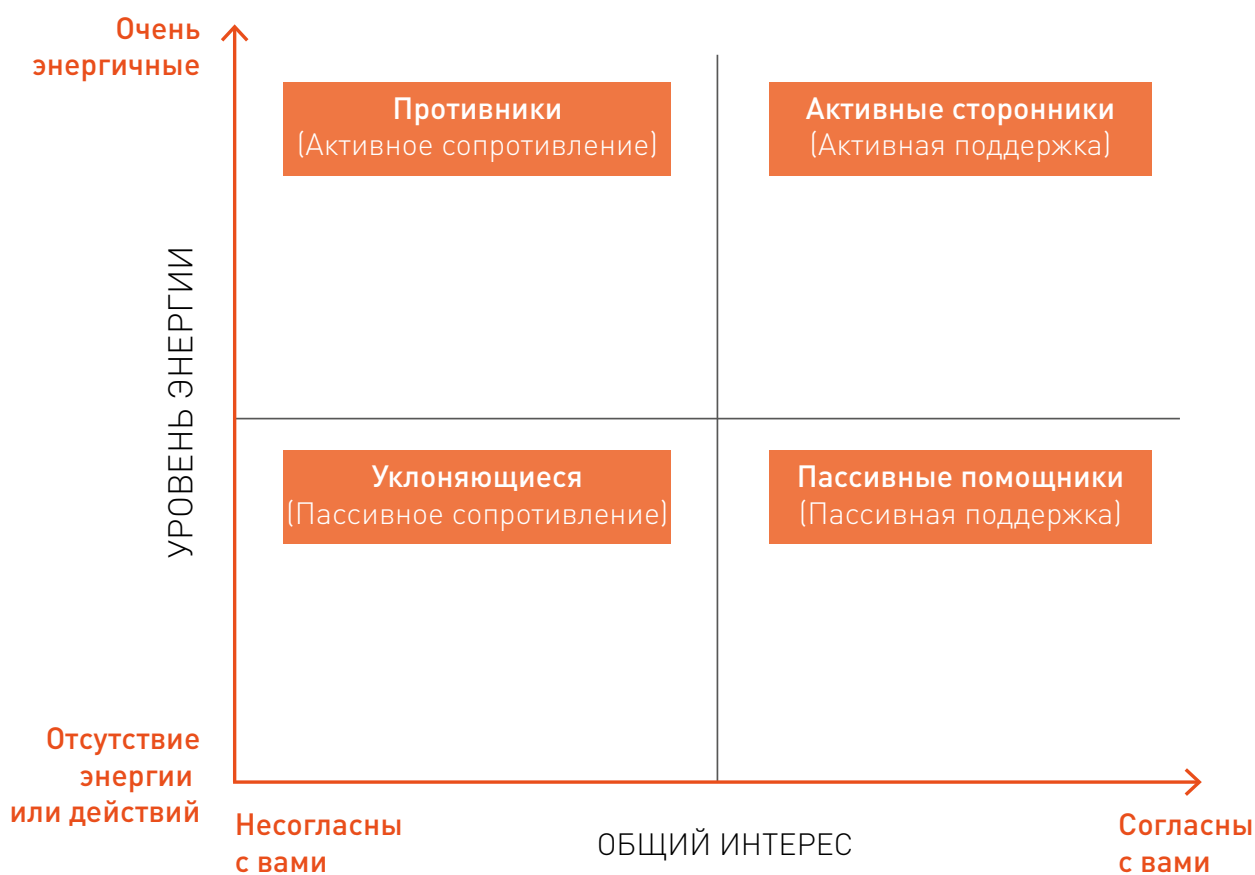 Очень
энергичные
Противники
(Активное сопротивление)
Активные сторонники
(Активная поддержка)
УРОВЕНЬ ЭНЕРГИИ
Уклоняющиеся
(Пассивное сопротивление)
Пассивные помощники
(Пассивная поддержка)
Отсутствие
энергии
или действий
Несогласны
с вами
ОБЩИЙ ИНТЕРЕС
Согласны
с вами